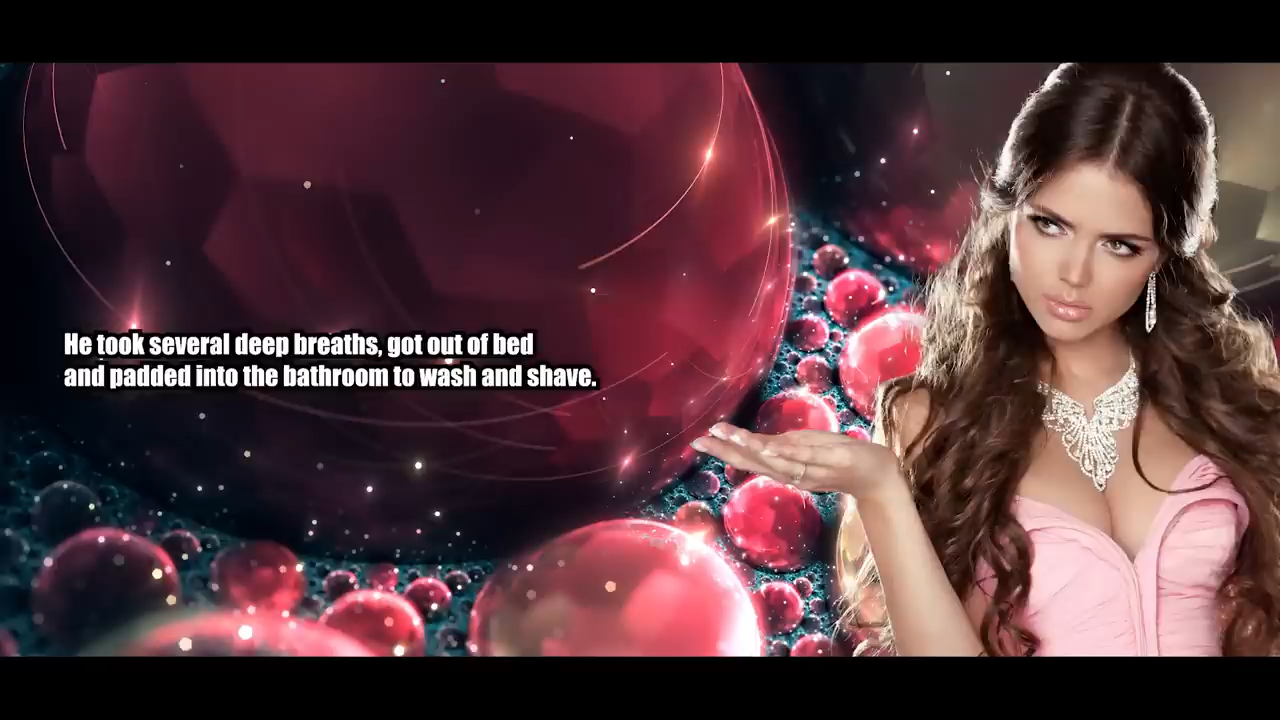 He took several deep breaths, got out of bed
and padded into the bathroom to wash and shave.